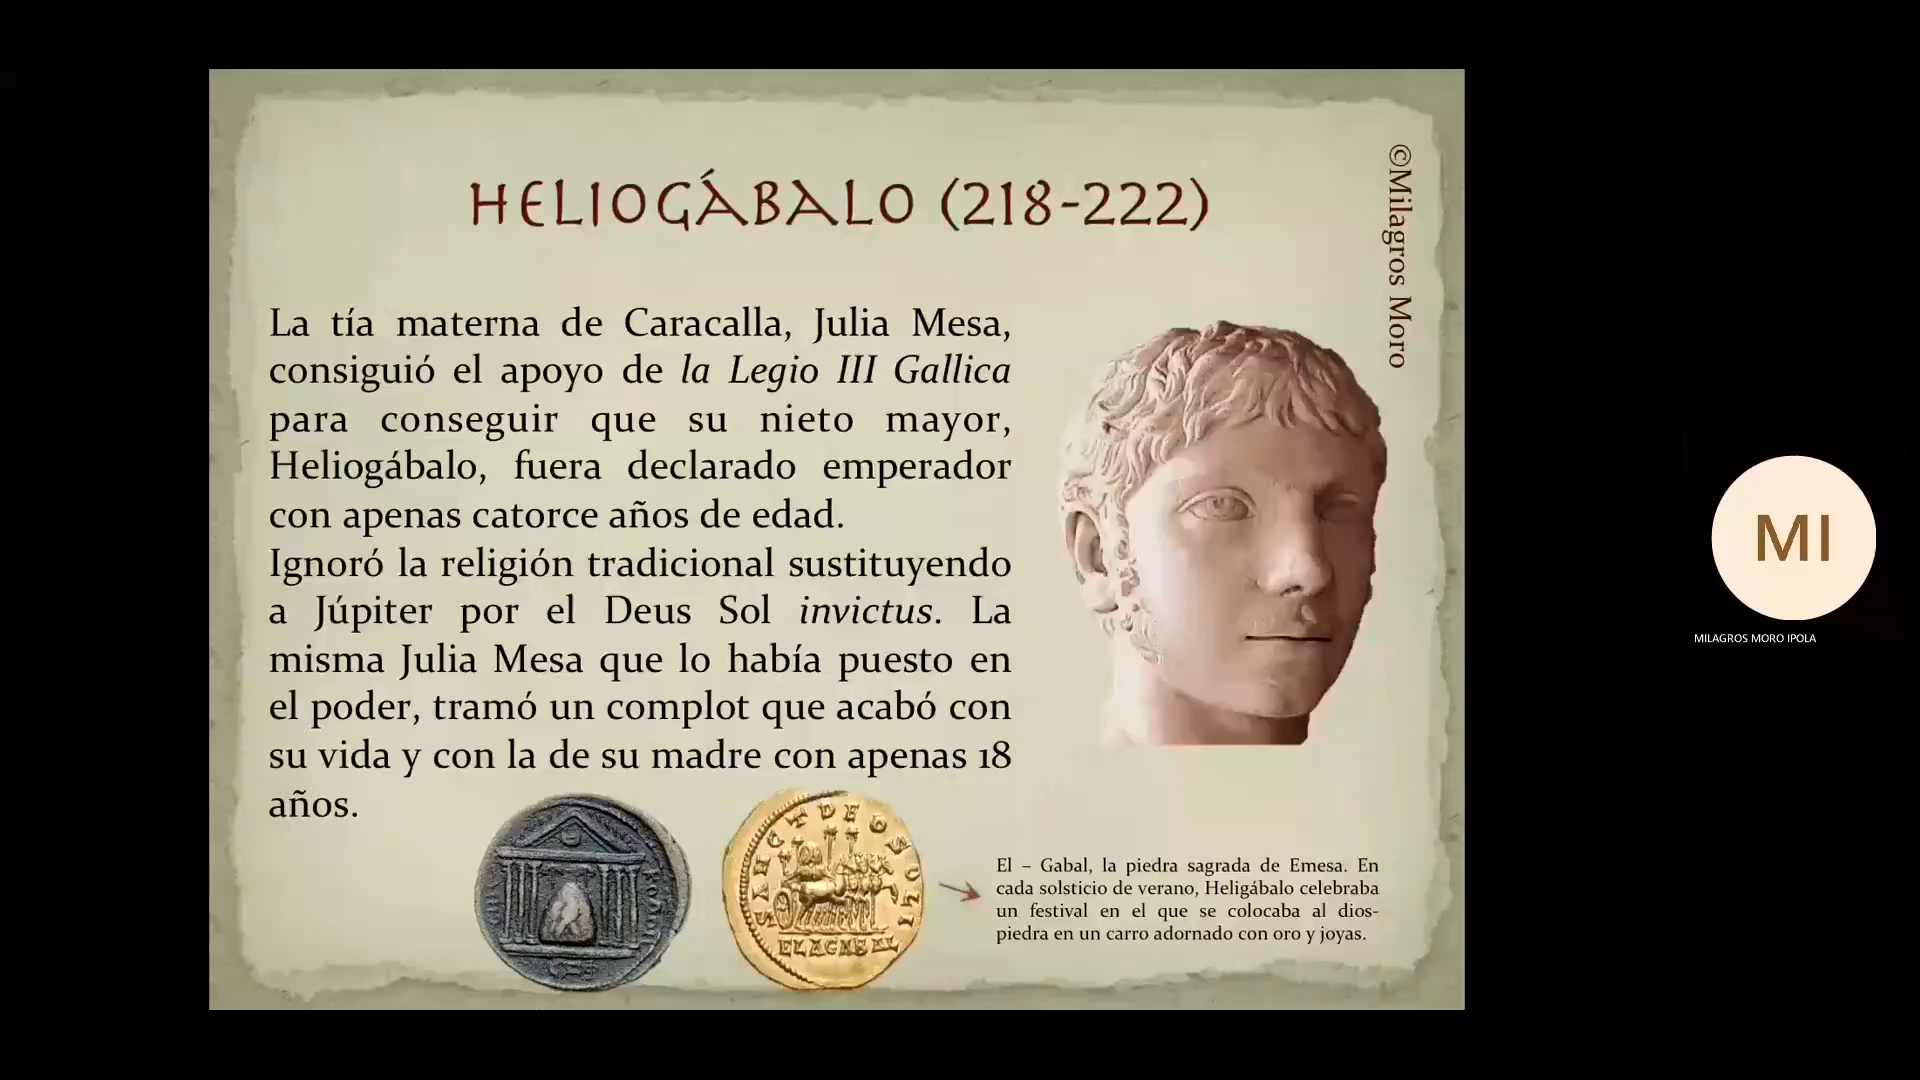 HELIOGÁBALO (218-222)
©Milagros Moro
La tía materna de Caracalla, Julia Mesa,
consiguió el apoyo de la Legio III Gallica
para conseguir que su nieto mayor,
Heliogábalo, fuera declarado emperador
con apenas catorce años de edad.
Ignoró la religión tradicional sustituyendo
a Júpiter por el Deus Sol invictus. La
misma Julia Mesa que lo había puesto en
el poder, tramó un complot que acabó con
su vida y con la de su madre con apenas 18
años.
SANCT DEO SOLI
ELAGABAL
El – Gabal, la piedra sagrada de Emesa. En
cada solsticio de verano, Heligábalo celebraba
un festival en el que se colocaba al dios-
piedra en un carro adornado con oro y joyas.
MI
MILAGROS MORO IPOLA